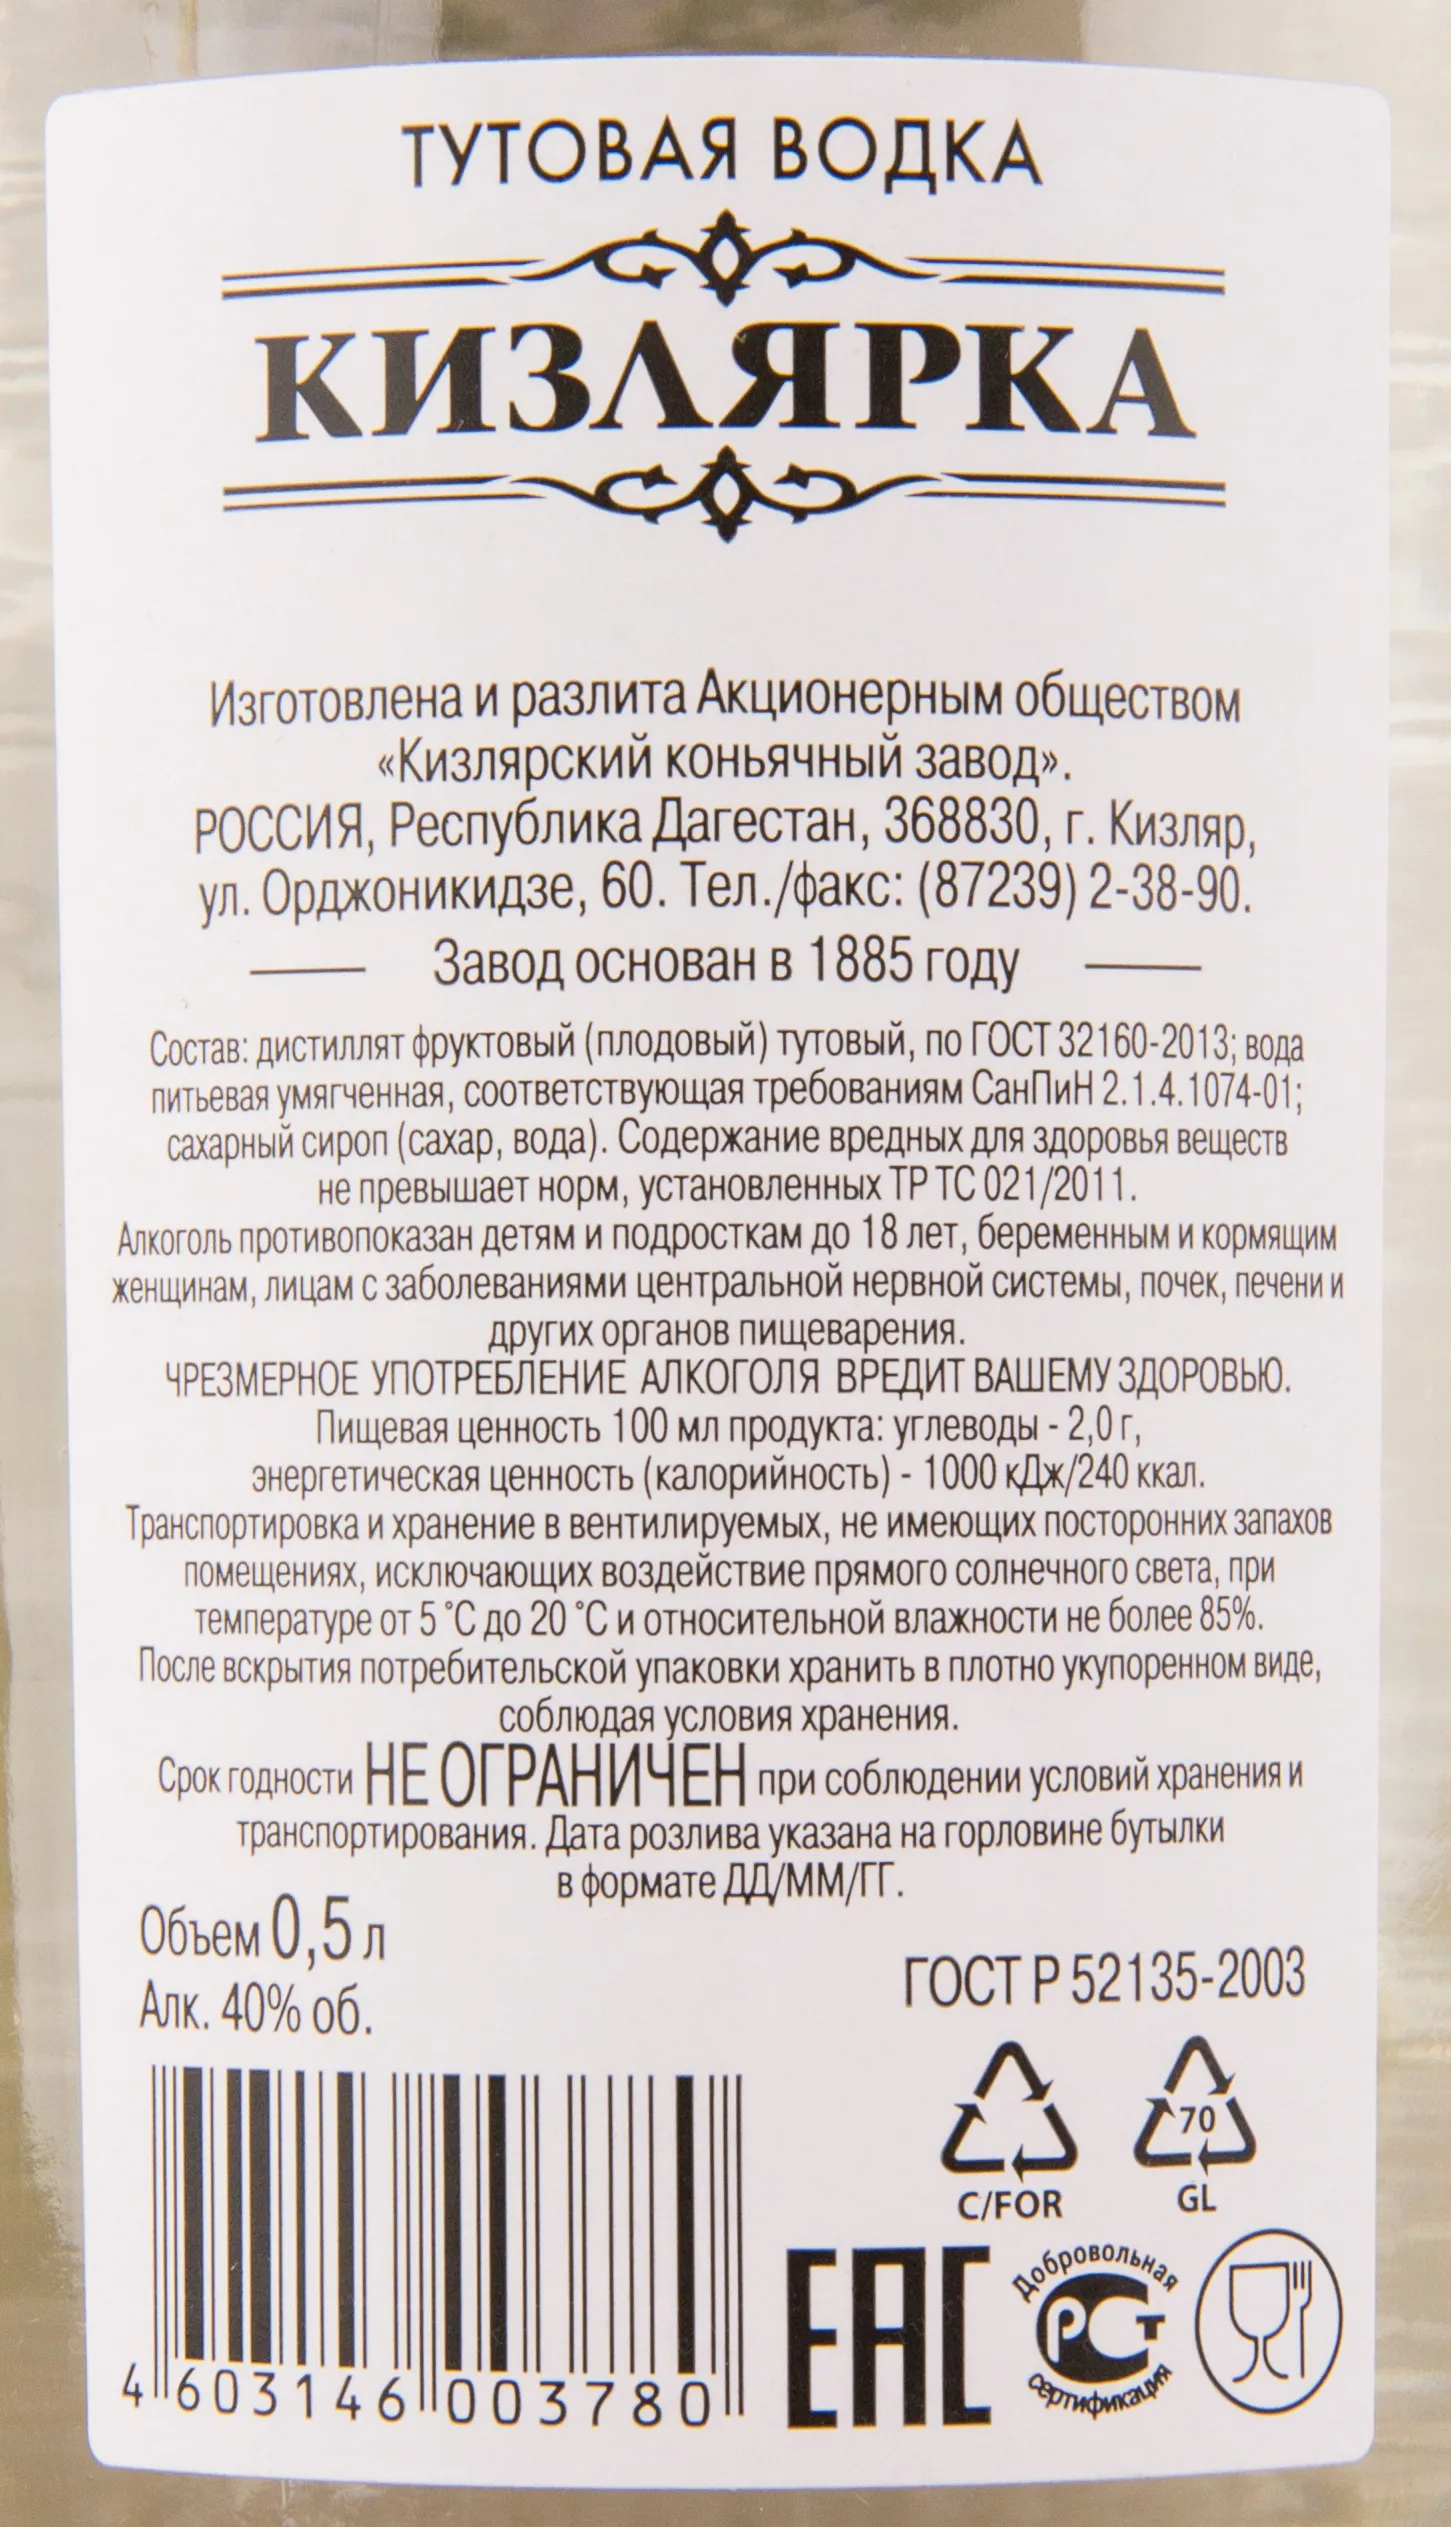 ТУТОВАЯ ВОДКА
КИЗЛЯРКА
Изготовлена и разлита Акционерным обществом
«Кизлярский коньячный завод».
РОССИЯ, Республика Дагестан, 368830, г. Кизляр,
ул. Орджоникидзе, 60. Тел./факс: (87239) 2-38-90.
Завод основан в 1885 году
Состав: дистиллят фруктовый (плодовый) тутовый, по ГОСТ 32160-2013; вода
питьевая умягченная, соответствующая требованиям СанПиН 2.1.4.1074-01;
сахарный сироп (сахар, вода). Содержание вредных для здоровья веществ
не превышает норм, установленных ТР ТС 021/2011.
Алкоголь противопоказан детям и подросткам до 18 лет, беременным и кормящим
женщинам, лицам с заболеваниями центральной нервной системы, почек, печени и
других органов пищеварения.
ЧРЕЗМЕРНОЕ УПОТРЕБЛЕНИЕ АЛКОГОЛЯ ВРЕДИТ ВАШЕМУ ЗДОРОВЬЮ.
Пищевая ценность 100 мл продукта: углеводы - 2,0 г,
энергетическая ценность (калорийность) - 1000 кДж/240 ккал.
Транспортировка и хранение в вентилируемых, не имеющих посторонних запахов
помещениях, исключающих воздействие прямого солнечного света, при
температуре от 5 °С до 20 °С и относительной влажности не более 85%.
После вскрытия потребительской упаковки хранить в плотно укупоренном виде,
соблюдая условия хранения.
Срок годности НЕ ОГРАНИЧЕН при соблюдении условий хранения и
транспортирования. Дата розлива указана на горловине бутылки
в формате ДД/ММ/ГГ.
Объем 0,5 л
Алк. 40% об.
ГОСТ Р 52135-2003
70
C/FOR
GL
ЕАС
Добровольная
РСТ
сертификация
4 603146 003780